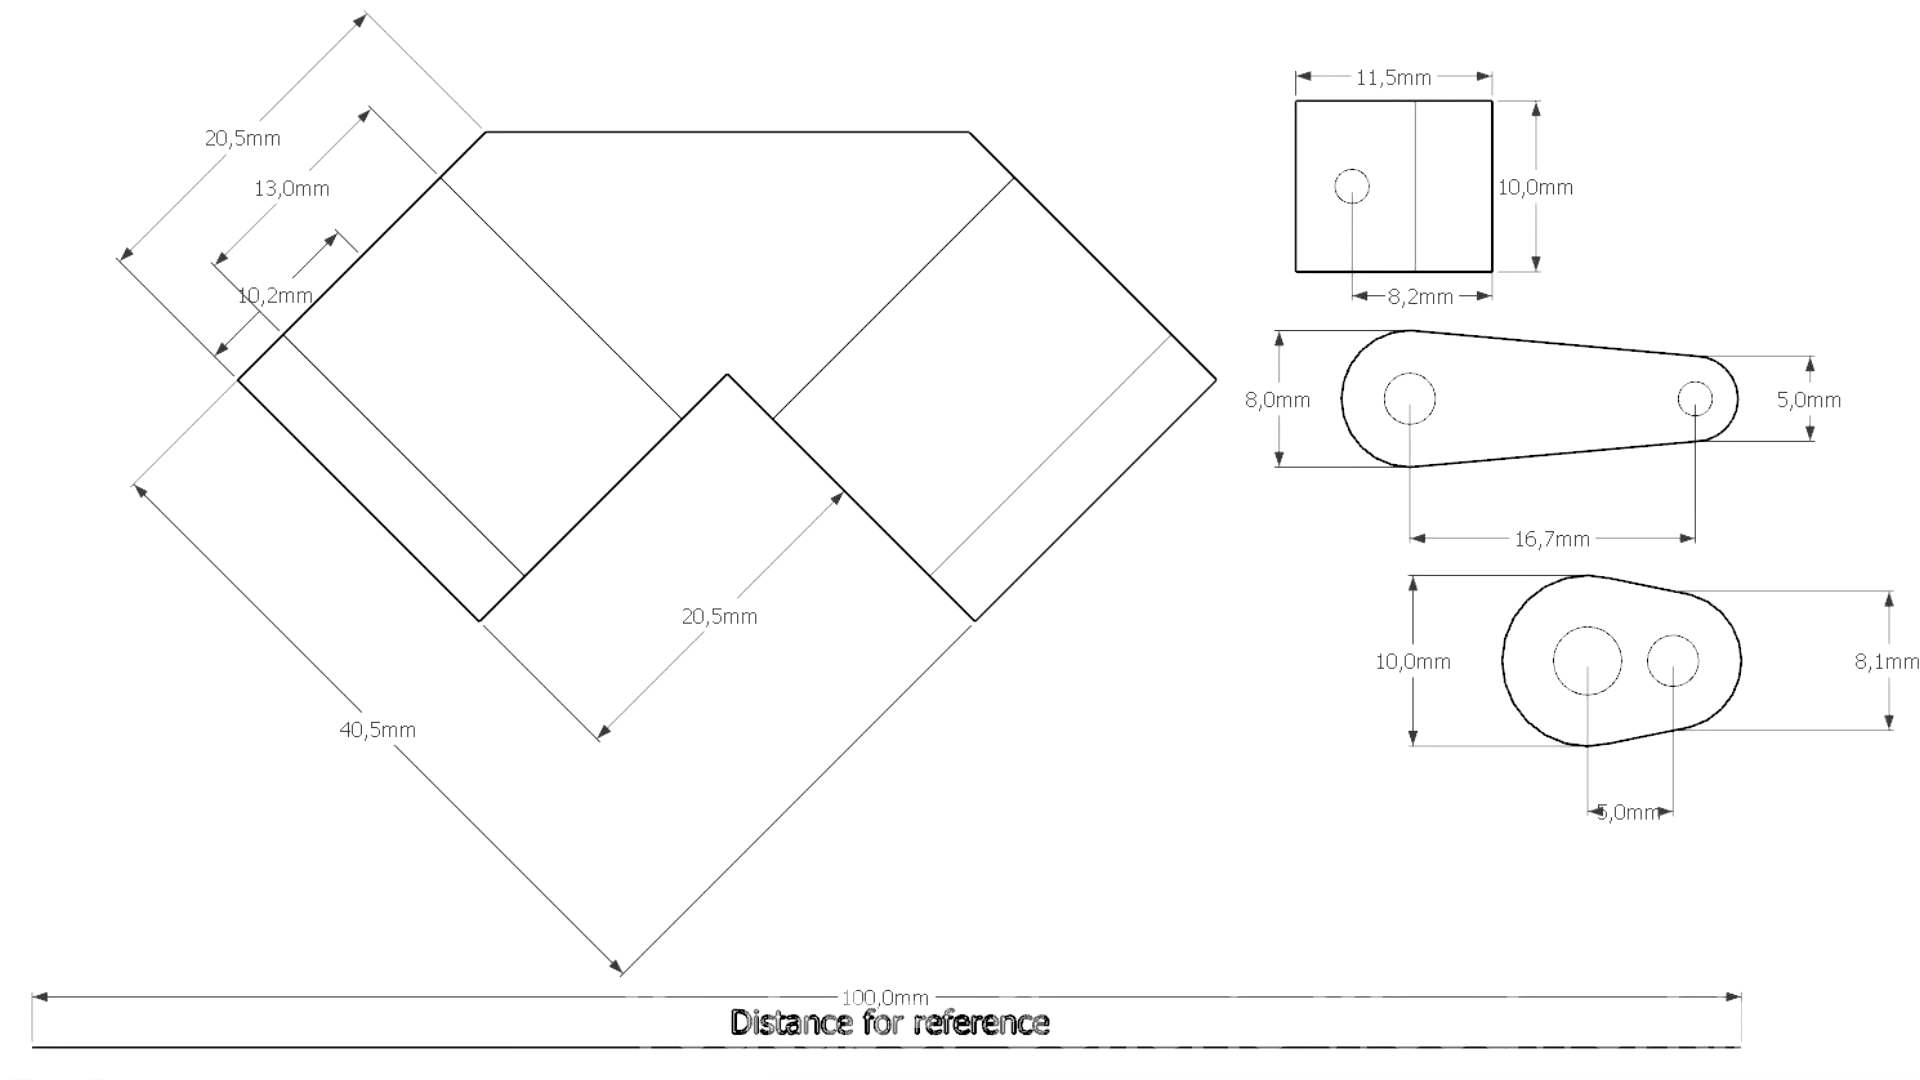 20,5mm
13,0mm
10,2mm
40,5mm
20,5mm
11,5mm
10,0mm
8,2mm
8,0mm
5,0mm
16,7mm
10,0mm
8,1mm
5,0mm
100,0mm
Distance for reference